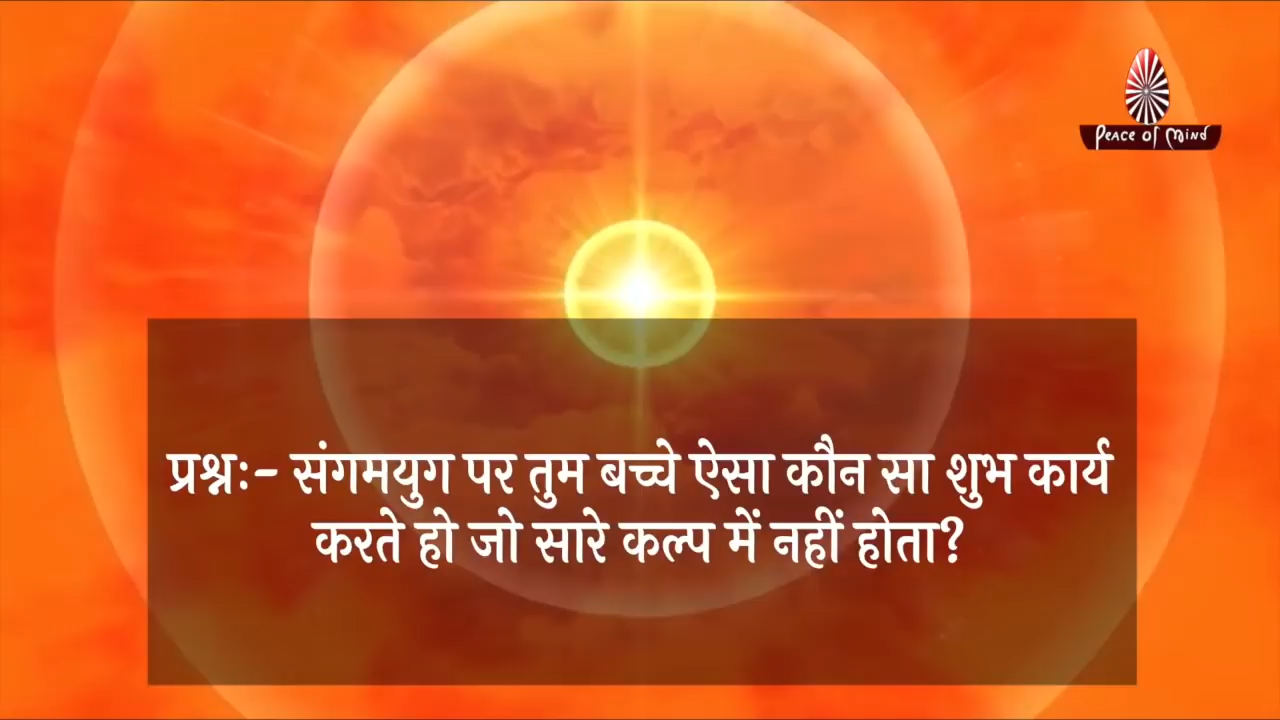 Peace of Mind
प्रश्नः- संगमयुग पर तुम बच्चे ऐसा कौन सा शुभ कार्य
करते हो जो सारे कल्प में नहीं होता?